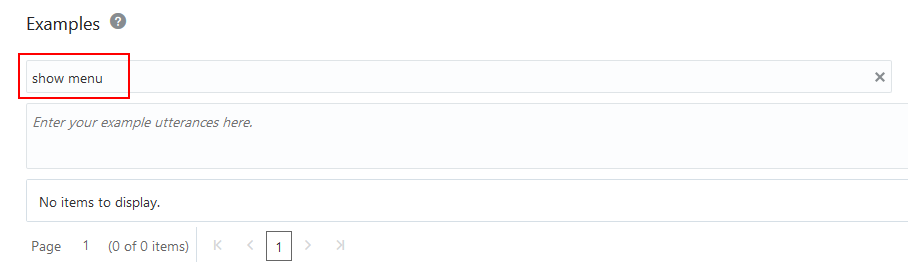 Examples ?
show menu
Enter your example utterances here.
No items to display.
Page 1 (0 of 0 items) 1